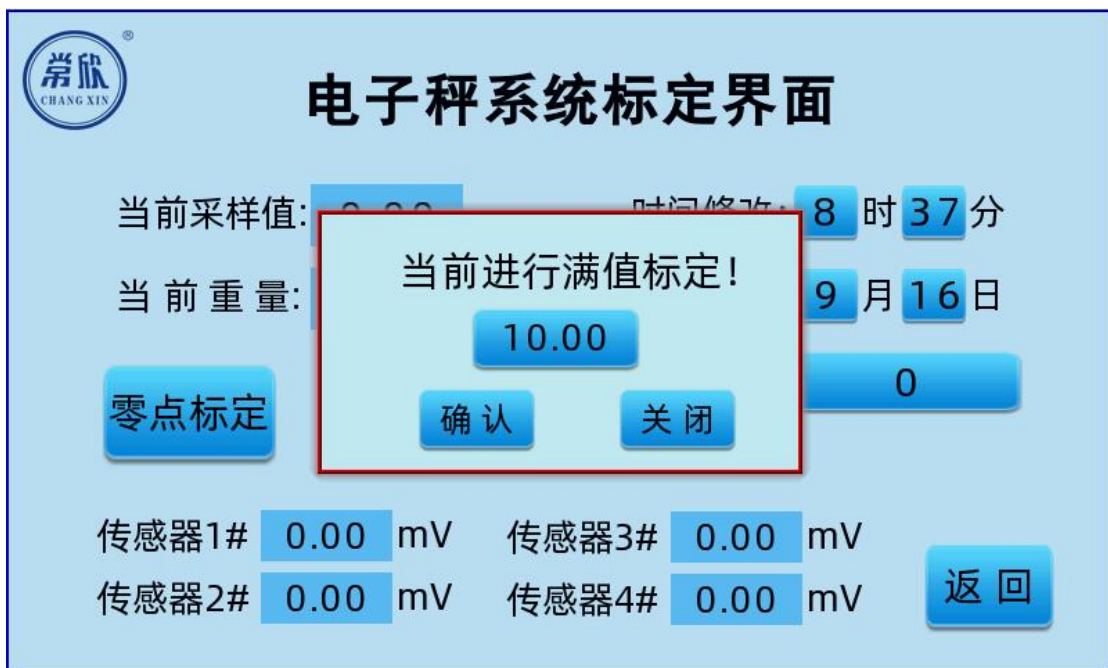 常欣
CHANG XIN
®
电子秤系统标定界面
当前采样值:
时间修改: 8 时 37 分
当前进行满值标定!
当前重量:
9 月 16 日
10.00
0
零点标定
确认
关闭
传感器1# 0.00 mV
传感器3# 0.00 mV
传感器2# 0.00 mV
传感器4# 0.00 mV
返回